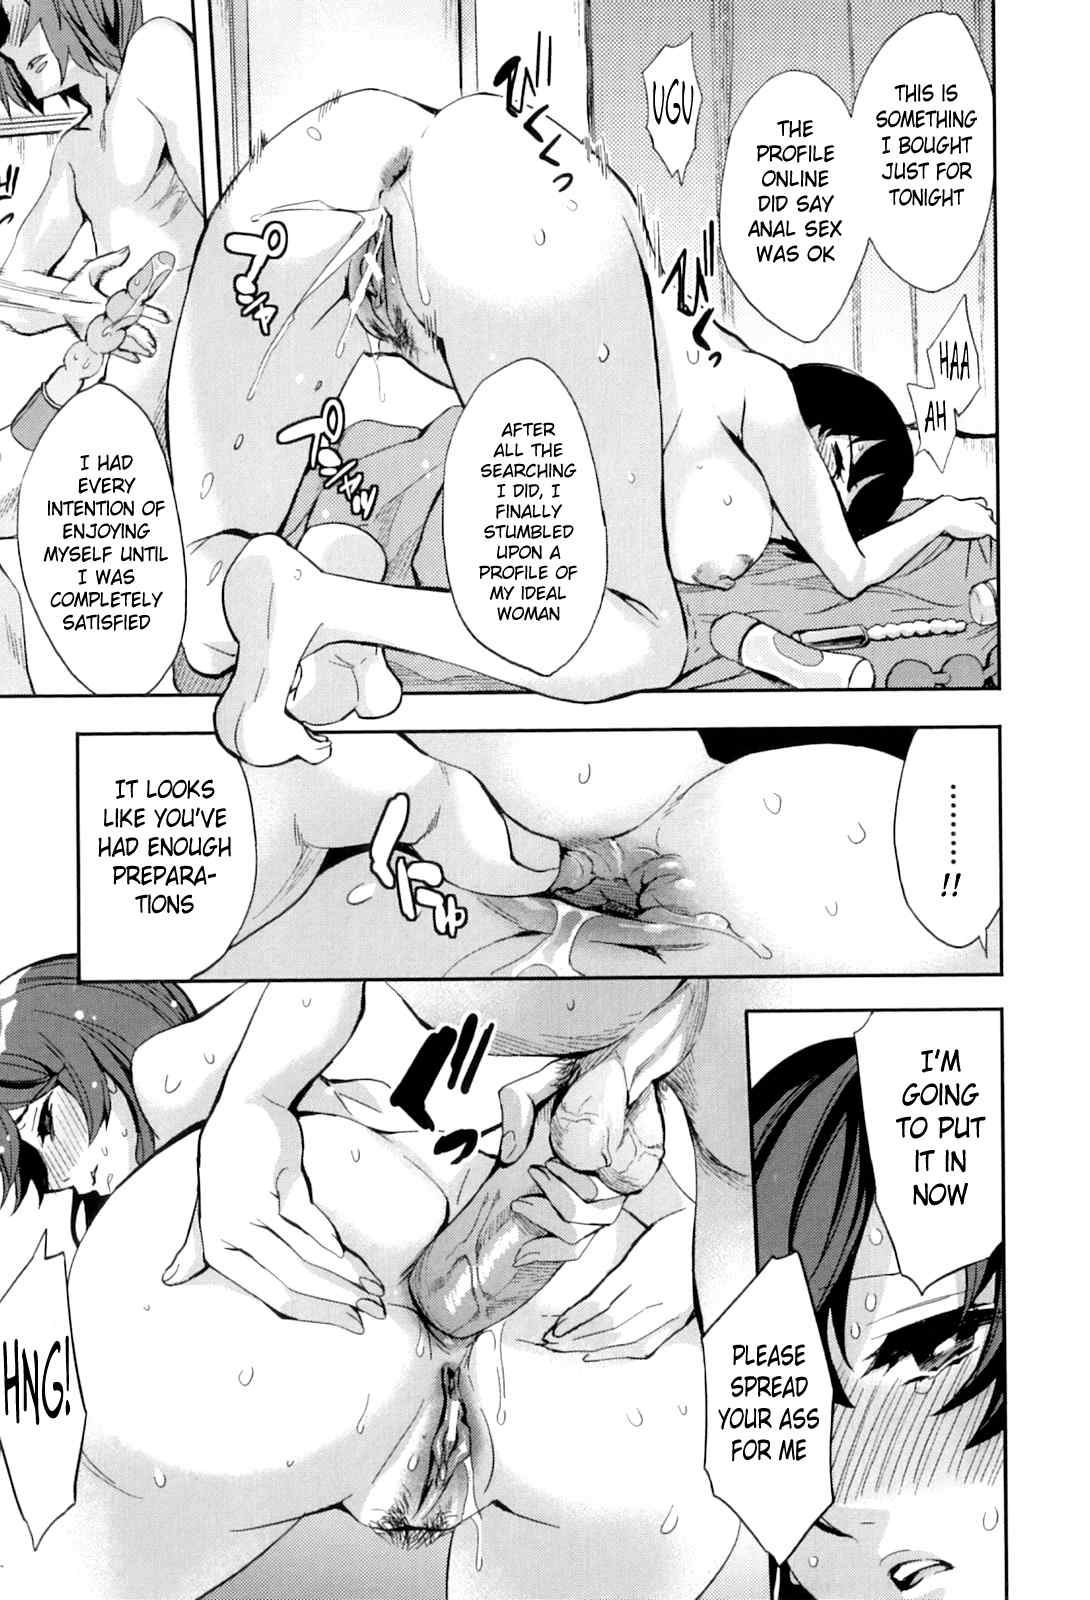 THIS IS
SOMETHING
I BOUGHT
JUST FOR
TONIGHT
THE
PROFILE
ONLINE
DID SAY
ANAL SEX
WAS OK
UGU
HAA
AH
AFTER
ALL THE
SEARCHING
I DID, I
FINALLY
STUMBLED
UPON A
PROFILE OF
MY IDEAL
WOMAN
I HAD
EVERY
INTENTION OF
ENJOYING
MYSELF UNTIL
I WAS
COMPLETELY
SATISFIED
.........!!
IT LOOKS
LIKE YOU'VE
HAD ENOUGH
PREPARA-
TIONS
I'M
GOING
TO PUT
IT IN
NOW
PLEASE
SPREAD
YOUR ASS
FOR ME
HNG!